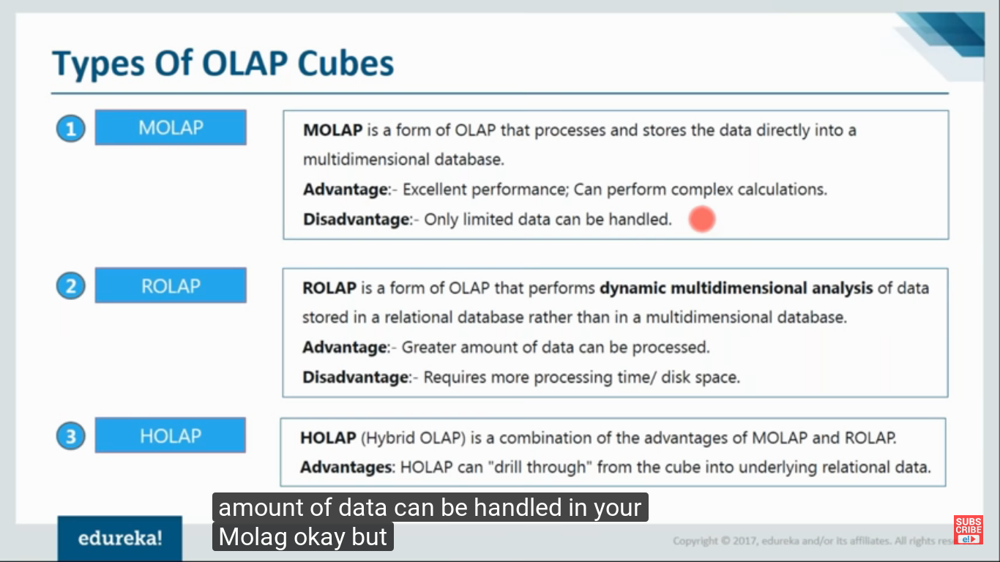 Types Of OLAP Cubes
1
MOLAP
MOLAP is a form of OLAP that processes and stores the data directly into a
multidimensional database.
Advantage:- Excellent performance; Can perform complex calculations.
Disadvantage:- Only limited data can be handled.
2
ROLAP
ROLAP is a form of OLAP that performs dynamic multidimensional analysis of data
stored in a relational database rather than in a multidimensional database.
Advantage:- Greater amount of data can be processed.
Disadvantage:- Requires more processing time/ disk space.
3
HOLAP
HOLAP (Hybrid OLAP) is a combination of the advantages of MOLAP and ROLAP.
Advantages: HOLAP can "drill through" from the cube into underlying relational data.
amount of data can be handled in your
Molag okay but
edureka!
Copyright © 2017, edureka and/or its affiliates. All rights
SUBS
CRIBE
e!